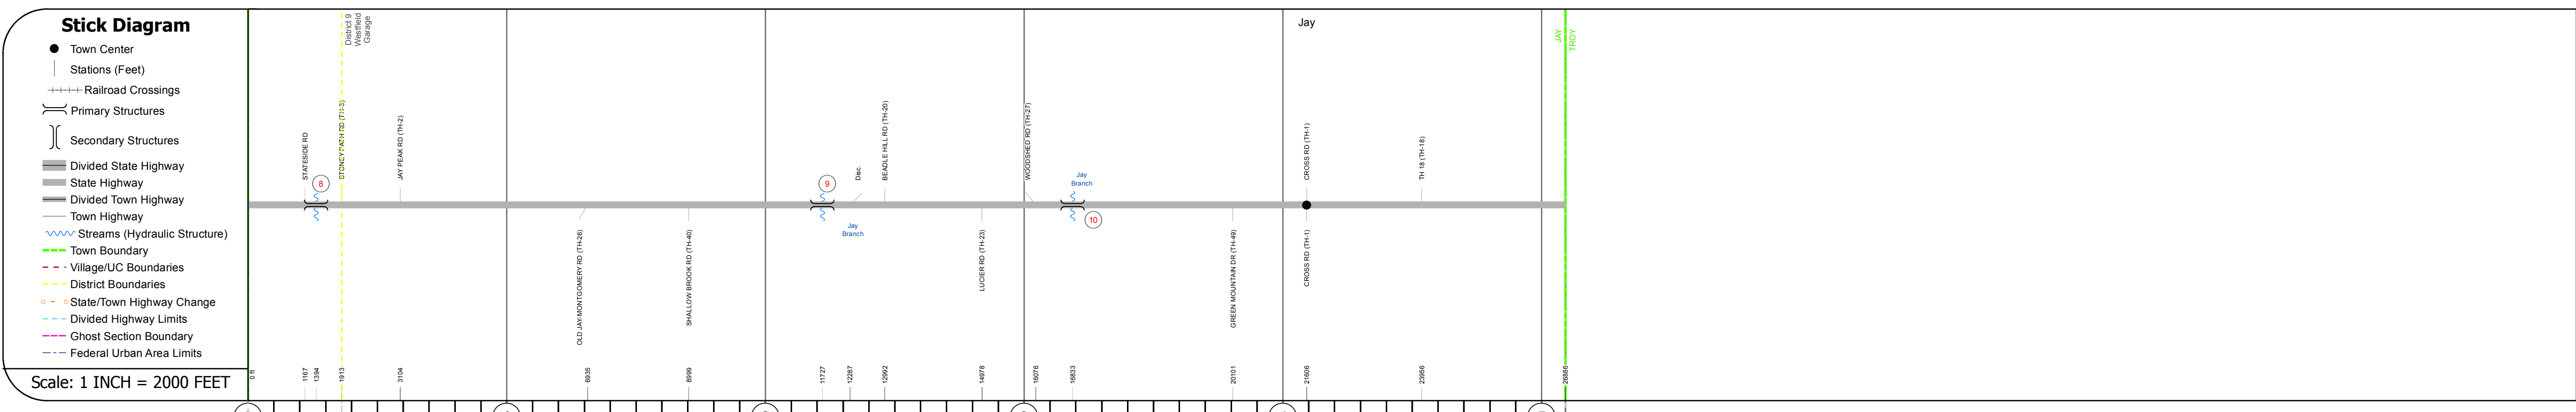 Stick Diagram
Town Center
Stations (Feet)
Railroad Crossings
Primary Structures
Secondary Structures
Divided State Highway
State Highway
Divided Town Highway
Town Highway
Streams (Hydraulic Structure)
Town Boundary
Village/UC Boundaries
District Boundaries
State/Town Highway Change
Divided Highway Limits
Ghost Section Boundary
Federal Urban Area Limits
Scale: 1 INCH = 2000 FEET
District 9
Westfield
Garage
Jay
JAY
TROY
STATESIDE RD
STONEY PATH RD (TH-3)
JAY PEAK RD (TH-2)
Disc.
BEADLE HILL RD (TH-20)
WOODSHED RD (TH-27)
CROSS RD (TH-1)
TH 18 (TH-18)
8
9
Jay
Branch
Jay
Branch
10
OLD JAY-MONTGOMERY RD (TH-26)
SHALLOW BROOK RD (TH-40)
LUCIER RD (TH-23)
GREEN MOUNTAIN DR (TH-49)
CROSS RD (TH-1)
0 ft
1167
1394
1913
3104
6935
8999
11727
12287
12992
14978
16076
16833
20101
21606
23956
26886